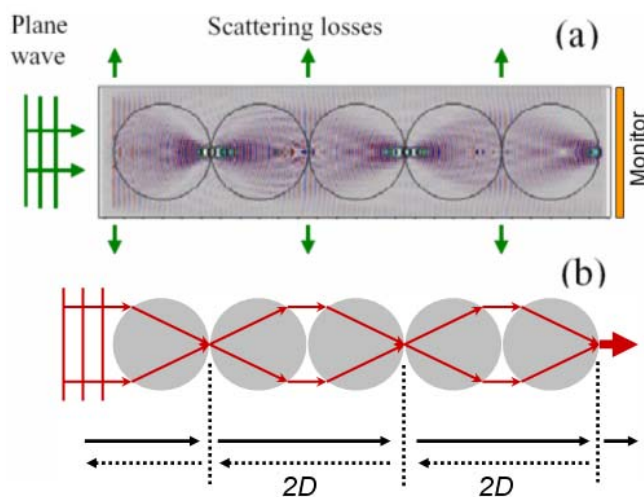 Plane
wave
Scattering losses
(a)
Monitor
(b)
2D
2D